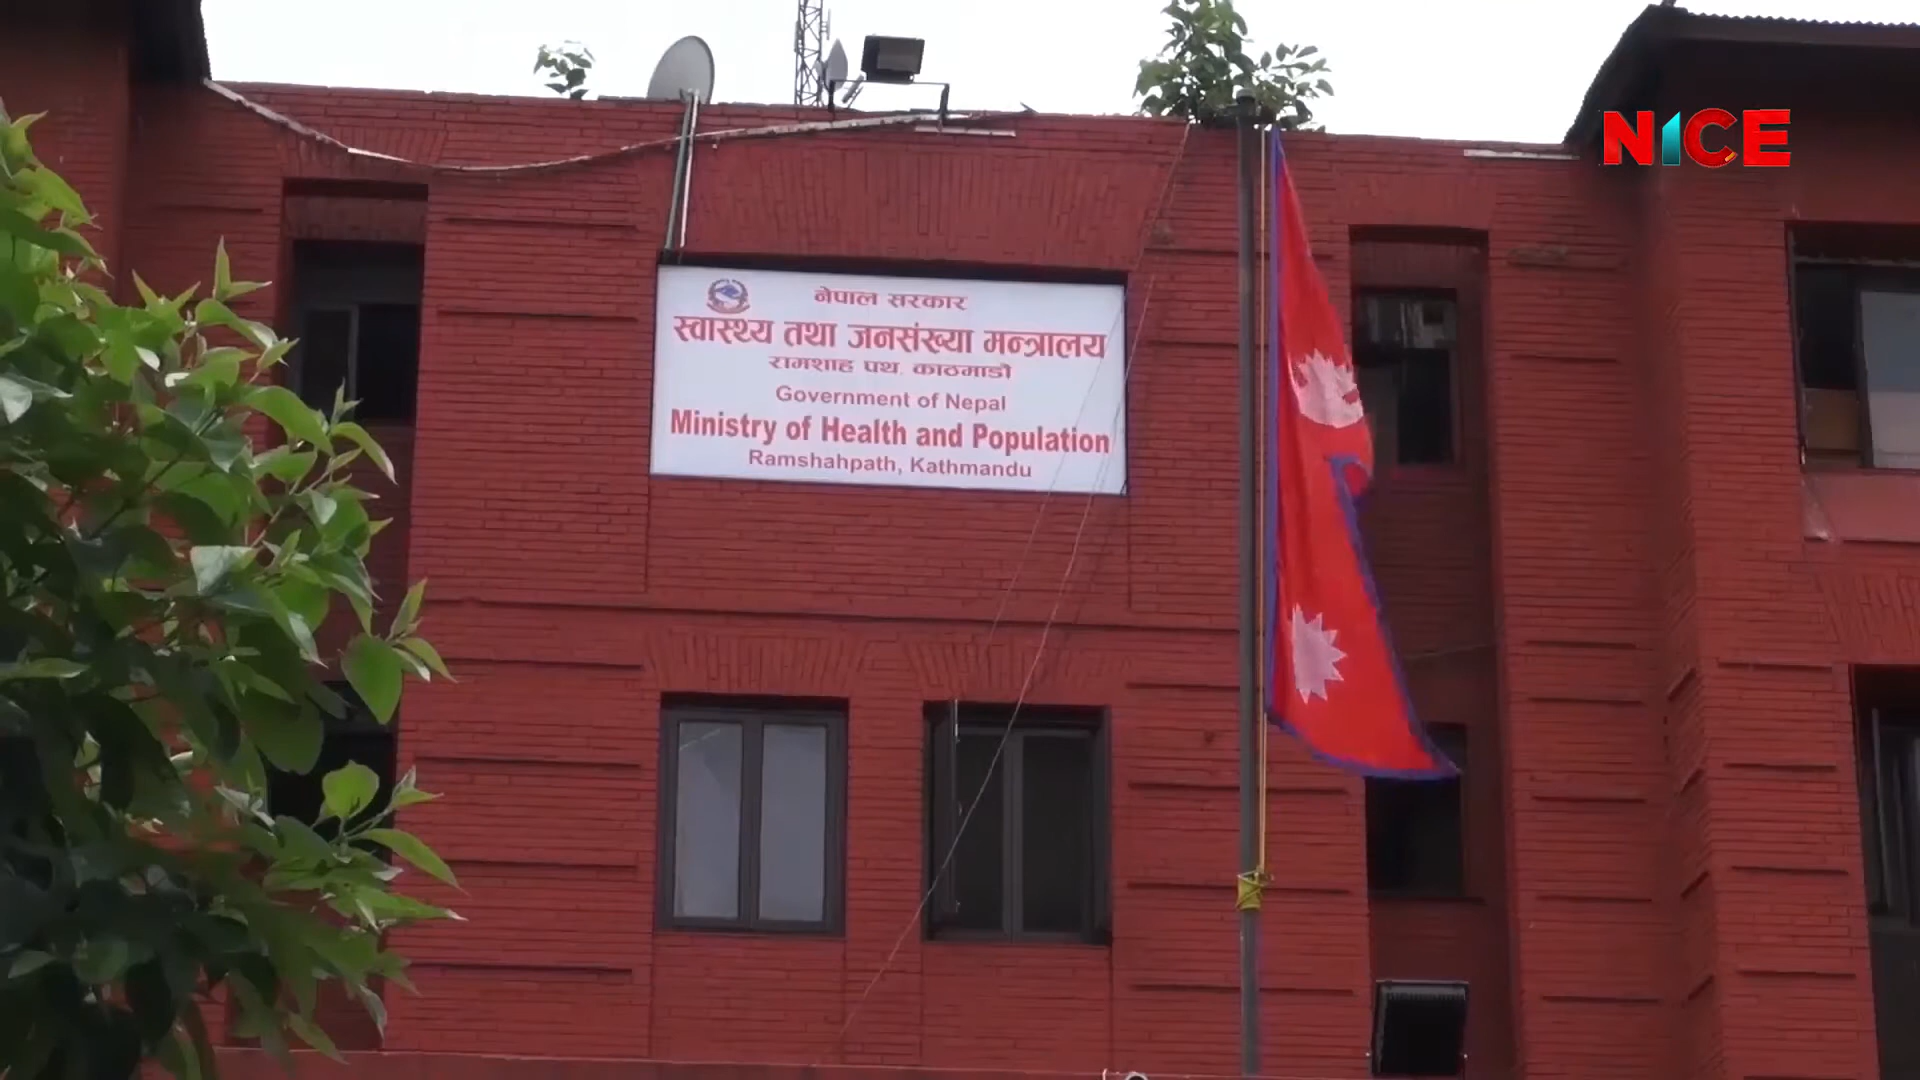 NICE
नेपाल सरकार
स्वास्थ्य तथा जनसंख्या मन्त्रालय
रामशाह पथ, काठमाडौं
Government of Nepal
Ministry of Health and Population
Ramshahpath, Kathmandu